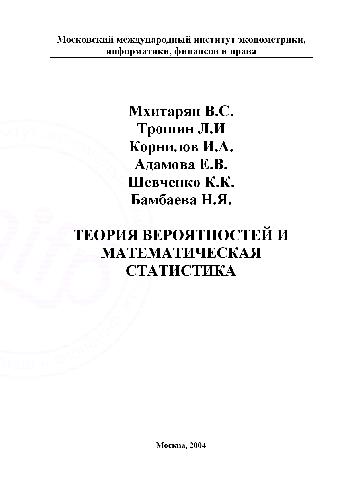 Московский международный институт эконометрики,
информатики, финансов и права
Мхитарян В.С.
Трошин Л.И
Корнилов И.А.
Адамова Е.В.
Шевченко К.К.
Бамбаева Н.Я.
ТЕОРИЯ ВЕРОЯТНОСТЕЙ И
МАТЕМАТИЧЕСКАЯ
СТАТИСТИКА
Москва, 2004